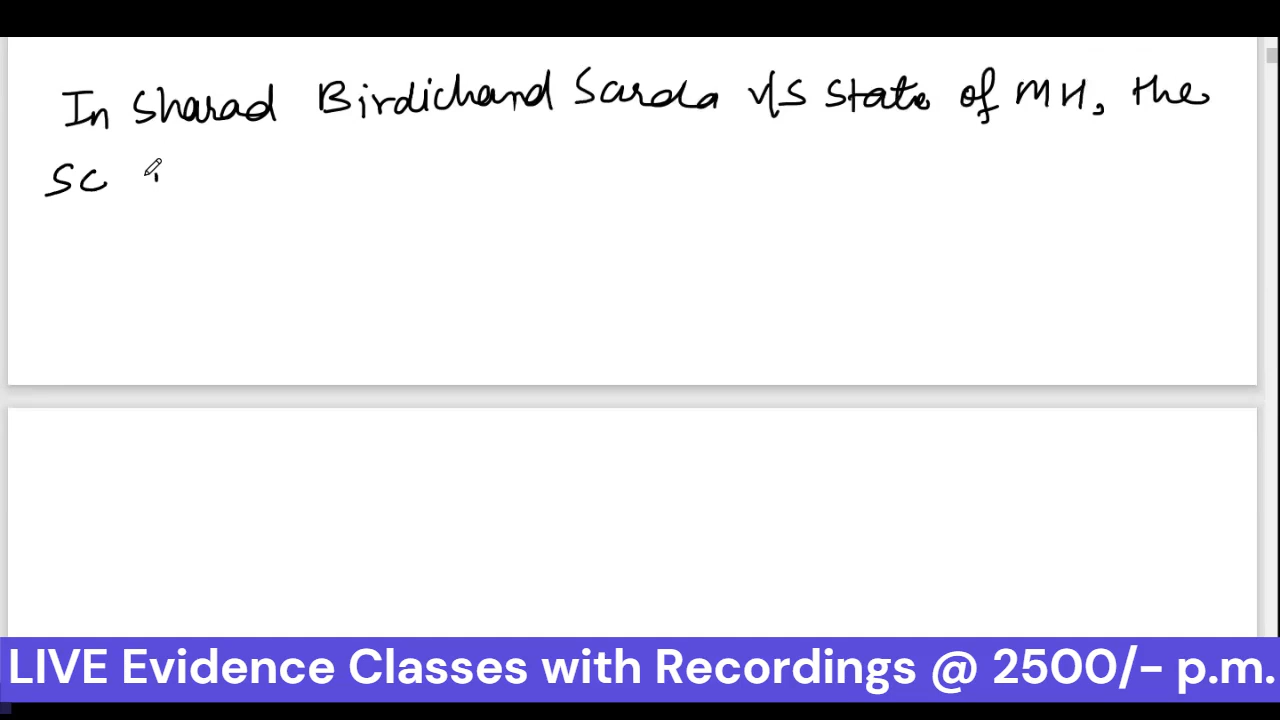 In Sharad Birdichand Sarda v/s State of MH, the
SC
LIVE Evidence Classes with Recordings @ 2500/- p.m.